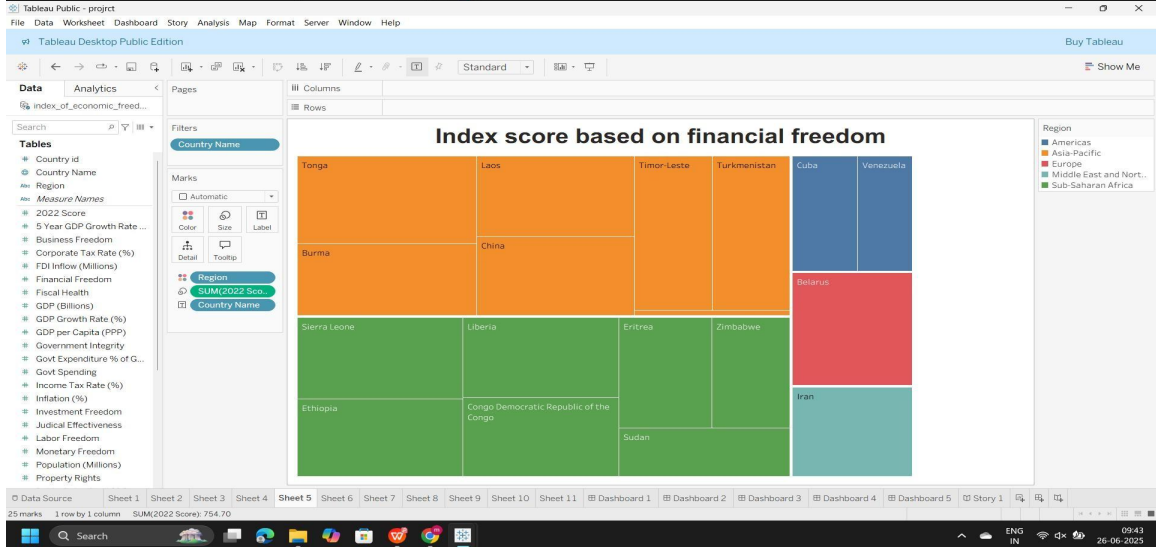 Tableau Public - projrct
File Data Worksheet Dashboard Story Analysis Map Format Server Window Help
Tableau Desktop Public Edition
Buy Tableau
Standard
Show Me
Data Analytics
Pages
Columns
index_of_economic_freed...
Rows
Search
Filters
Country Name
Tables
Country id
Country Name
Abc Region
Abc Measure Names
# 2022 Score
# 5 Year GDP Growth Rate ...
# Business Freedom
# Corporate Tax Rate (%)
# FDI Inflow (Millions)
# Financial Freedom
# Fiscal Health
# GDP (Billions)
# GDP Growth Rate (%)
# GDP per Capita (PPP)
# Government Integrity
# Govt Expenditure % of G...
# Govt Spending
# Income Tax Rate (%)
# Inflation (%)
# Investment Freedom
# Judical Effectiveness
# Labor Freedom
# Monetary Freedom
# Population (Millions)
# Property Rights
Marks
Automatic
Color Size Label
Detail Tooltip
Region
SUM(2022 Sco..
Country Name
Index score based on financial freedom
Tonga
Laos
Timor-Leste
Turkmenistan
Cuba
Venezuela
Burma
China
Belarus
Sierra Leone
Liberia
Eritrea
Zimbabwe
Iran
Ethiopia
Congo Democratic Republic of the
Congo
Sudan
Region
Americas
Asia-Pacific
Europe
Middle East and Nort..
Sub-Saharan Africa
Data Source Sheet 1 Sheet 2 Sheet 3 Sheet 4 Sheet 5 Sheet 6 Sheet 7 Sheet 8 Sheet 9 Sheet 10 Sheet 11 Dashboard 1 Dashboard 2 Dashboard 3 Dashboard 4 Dashboard 5 Story 1
25 marks 1 row by 1 column SUM(2022 Score): 754.70
Search
ENG
IN
09:43
26-06-2025